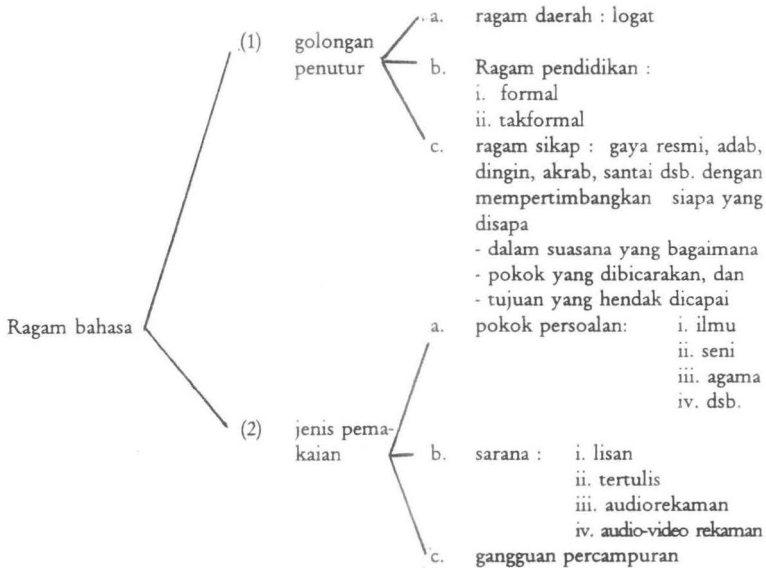 (1) golongan penutur
a. ragam daerah : logat
b. Ragam pendidikan :
i. formal
ii. takformal
c. ragam sikap : gaya resmi, adab,
dingin, akrab, santai dsb. dengan
mempertimbangkan siapa yang
disapa
- dalam suasana yang bagaimana
- pokok yang dibicarakan, dan
- tujuan yang hendak dicapai
Ragam bahasa
(2) jenis pema-
kaian
a. pokok persoalan: i. ilmu
ii. seni
iii. agama
iv. dsb.
b. sarana : i. lisan
ii. tertulis
iii. audiorekaman
iv. audio-video rekaman
c. gangguan percampuran